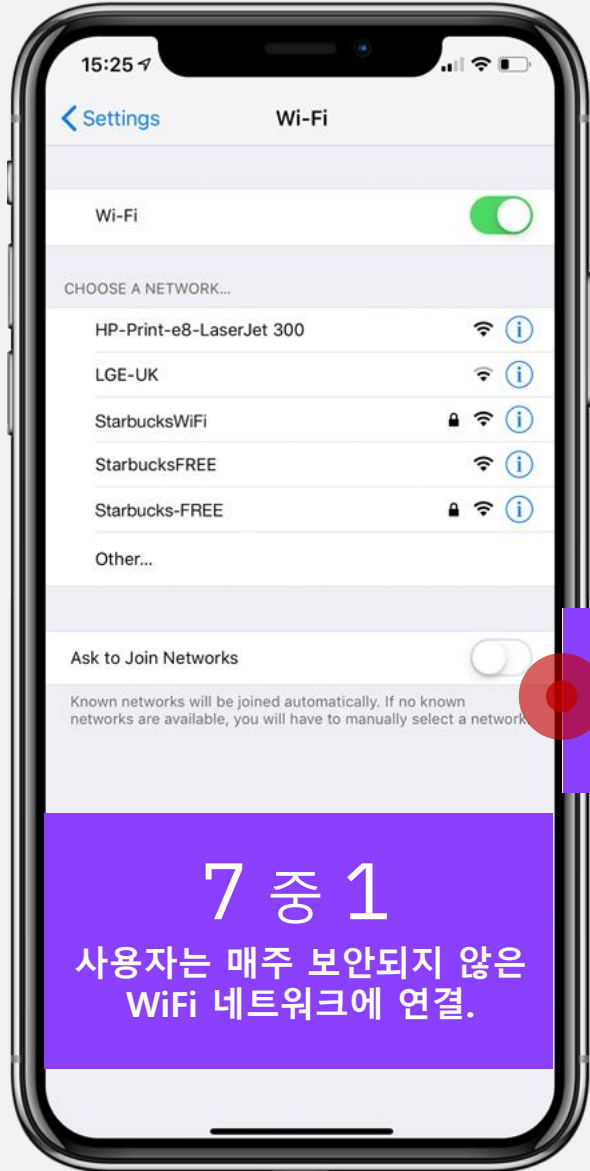 15:25
Settings
Wi-Fi
Wi-Fi
CHOOSE A NETWORK...
HP-Print-e8-LaserJet 300
LGE-UK
StarbucksWiFi
StarbucksFREE
Starbucks-FREE
Other...
Ask to Join Networks
Known networks will be joined automatically. If no known
networks are available, you will have to manually select a network.
7 중 1
사용자는 매주 보안되지 않은
WiFi 네트워크에 연결.